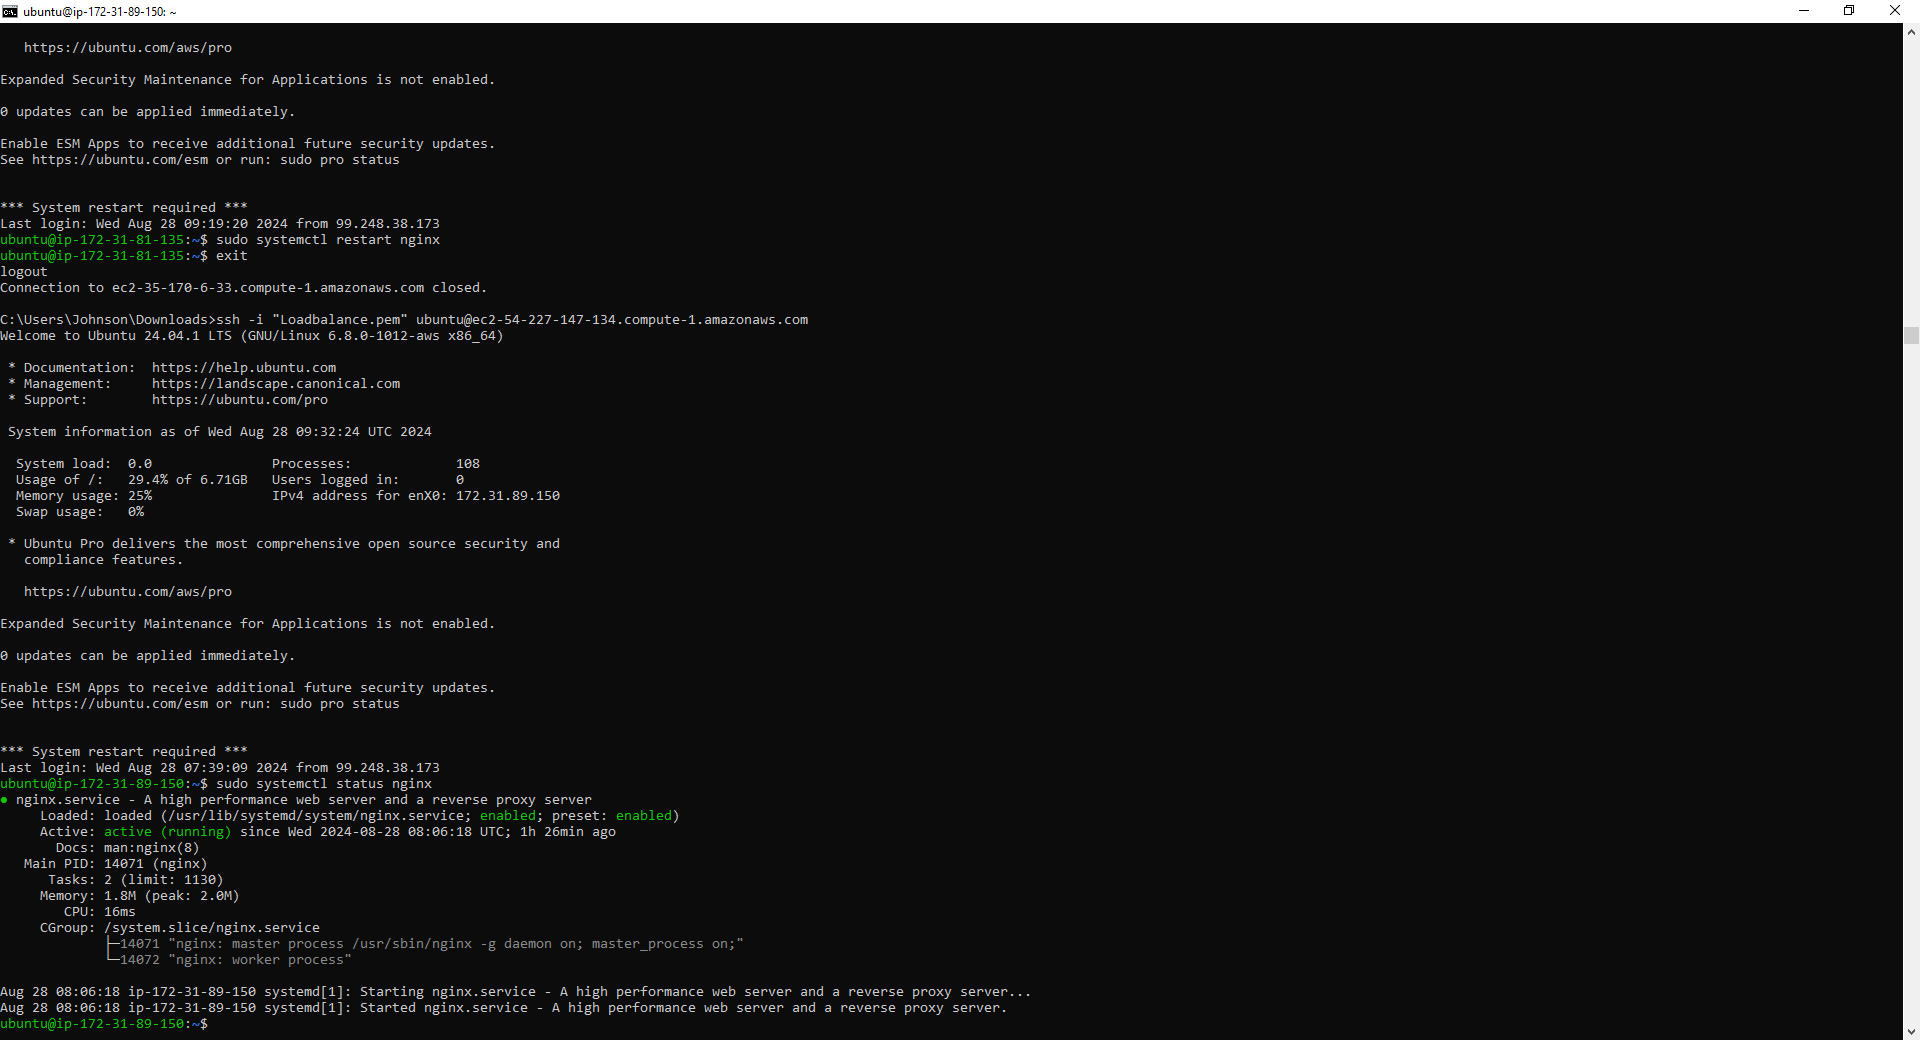 ubuntu@ip-172-31-89-150: ~
https://ubuntu.com/aws/pro
Expanded Security Maintenance for Applications is not enabled.
0 updates can be applied immediately.
Enable ESM Apps to receive additional future security updates.
See https://ubuntu.com/esm or run: sudo pro status
*** System restart required ***
Last login: Wed Aug 28 09:19:20 2024 from 99.248.38.173
ubuntu@ip-172-31-81-135:~$ sudo systemctl restart nginx
ubuntu@ip-172-31-81-135:~$ exit
logout
Connection to ec2-35-170-6-33.compute-1.amazonaws.com closed.
C:\Users\Johnson\Downloads>ssh -i "Loadbalance.pem" ubuntu@ec2-54-227-147-134.compute-1.amazonaws.com
Welcome to Ubuntu 24.04.1 LTS (GNU/Linux 6.8.0-1012-aws x86_64)
* Documentation:  https://help.ubuntu.com
* Management:     https://landscape.canonical.com
* Support:        https://ubuntu.com/pro
System information as of Wed Aug 28 09:32:24 UTC 2024
System load:  0.0               Processes:             108
Usage of /:   29.4% of 6.71GB   Users logged in:       0
Memory usage: 25%               IPv4 address for enX0: 172.31.89.150
Swap usage:   0%
* Ubuntu Pro delivers the most comprehensive open source security and
compliance features.
https://ubuntu.com/aws/pro
Expanded Security Maintenance for Applications is not enabled.
0 updates can be applied immediately.
Enable ESM Apps to receive additional future security updates.
See https://ubuntu.com/esm or run: sudo pro status
*** System restart required ***
Last login: Wed Aug 28 07:39:09 2024 from 99.248.38.173
ubuntu@ip-172-31-89-150:~$ sudo systemctl status nginx
● nginx.service - A high performance web server and a reverse proxy server
Loaded: loaded (/usr/lib/systemd/system/nginx.service; enabled; preset: enabled)
Active: active (running) since Wed 2024-08-28 08:06:18 UTC; 1h 26min ago
Docs: man:nginx(8)
Main PID: 14071 (nginx)
Tasks: 2 (limit: 1130)
Memory: 1.8M (peak: 2.0M)
CPU: 16ms
CGroup: /system.slice/nginx.service
├─14071 "nginx: master process /usr/sbin/nginx -g daemon on; master_process on;"
└─14072 "nginx: worker process"
Aug 28 08:06:18 ip-172-31-89-150 systemd[1]: Starting nginx.service - A high performance web server and a reverse proxy server...
Aug 28 08:06:18 ip-172-31-89-150 systemd[1]: Started nginx.service - A high performance web server and a reverse proxy server.
ubuntu@ip-172-31-89-150:~$